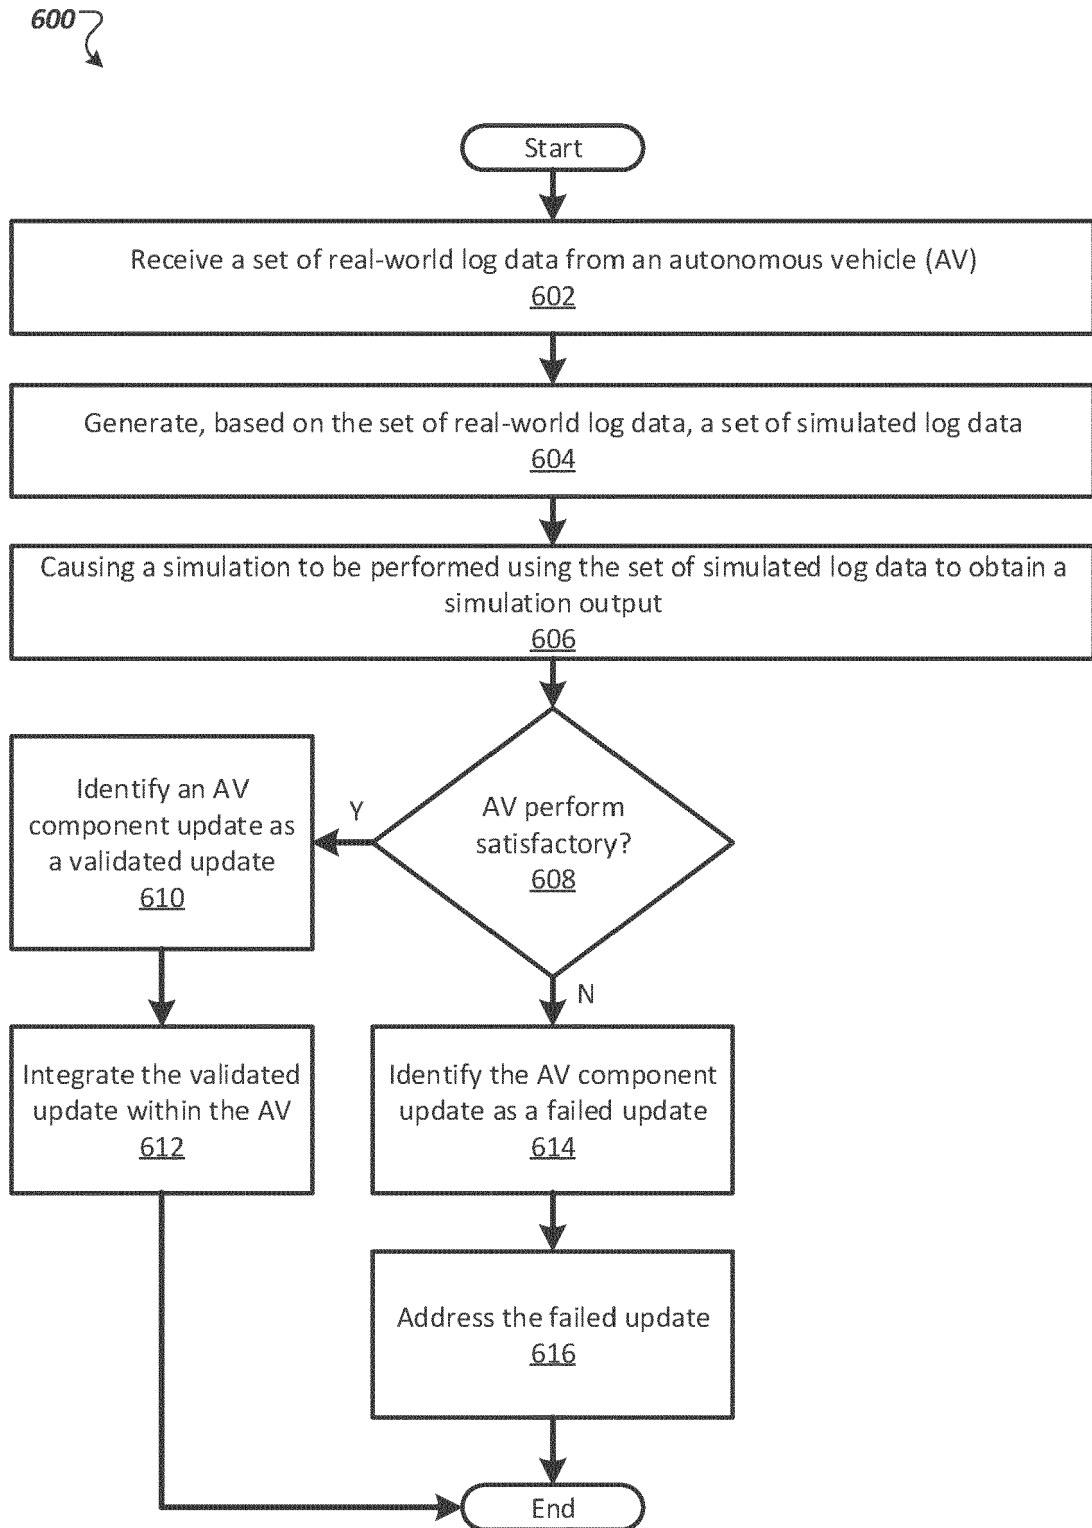 600
Start
Receive a set of real-world log data from an autonomous vehicle (AV)
602
Generate, based on the set of real-world log data, a set of simulated log data
604
Causing a simulation to be performed using the set of simulated log data to obtain a
simulation output
606
AV perform
satisfactory?
608
Y
Identify an AV
component update as
a validated update
610
N
Integrate the validated
update within the AV
612
Identify the AV component
update as a failed update
614
Address the failed update
616
End